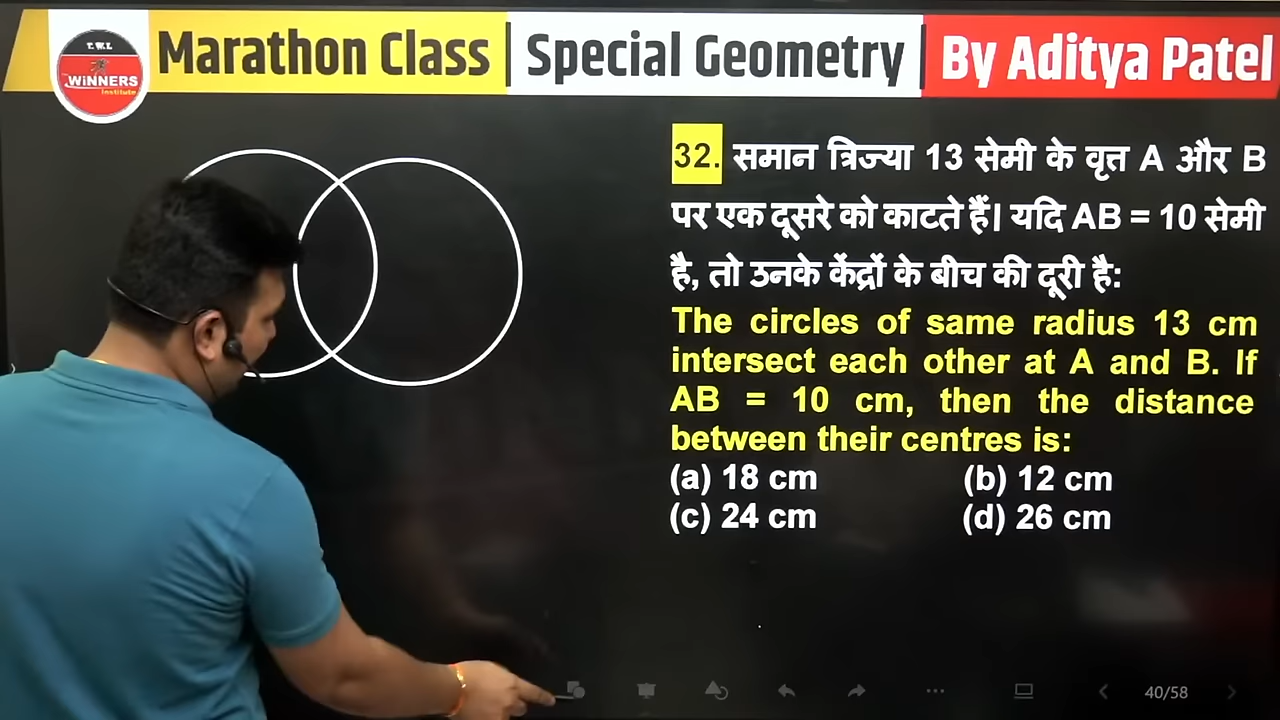 T.W.I.
The WINNERS
Institute
Marathon Class | Special Geometry | By Aditya Patel
32. समान त्रिज्या 13 सेमी के वृत्त A और B
पर एक दूसरे को काटते हैं। यदि AB = 10 सेमी
है, तो उनके केंद्रों के बीच की दूरी है:
The circles of same radius 13 cm
intersect each other at A and B. If
AB = 10 cm, then the distance
between their centres is:
(a) 18 cm (b) 12 cm
(c) 24 cm (d) 26 cm
40/58